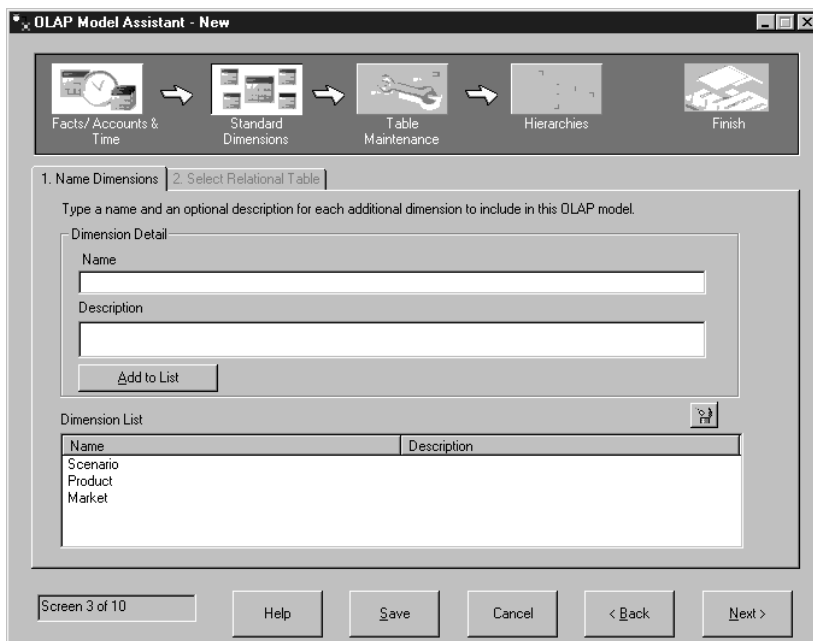 OLAP Model Assistant - New
Facts/ Accounts &
Time
Standard
Dimensions
Table
Maintenance
Hierarchies
Finish
1. Name Dimensions
2. Select Relational Table
Type a name and an optional description for each additional dimension to include in this OLAP model.
Dimension Detail
Name
Description
Add to List
Dimension List
Name Description
Scenario
Product
Market
Screen 3 of 10
Help
Save
Cancel
< Back
Next >